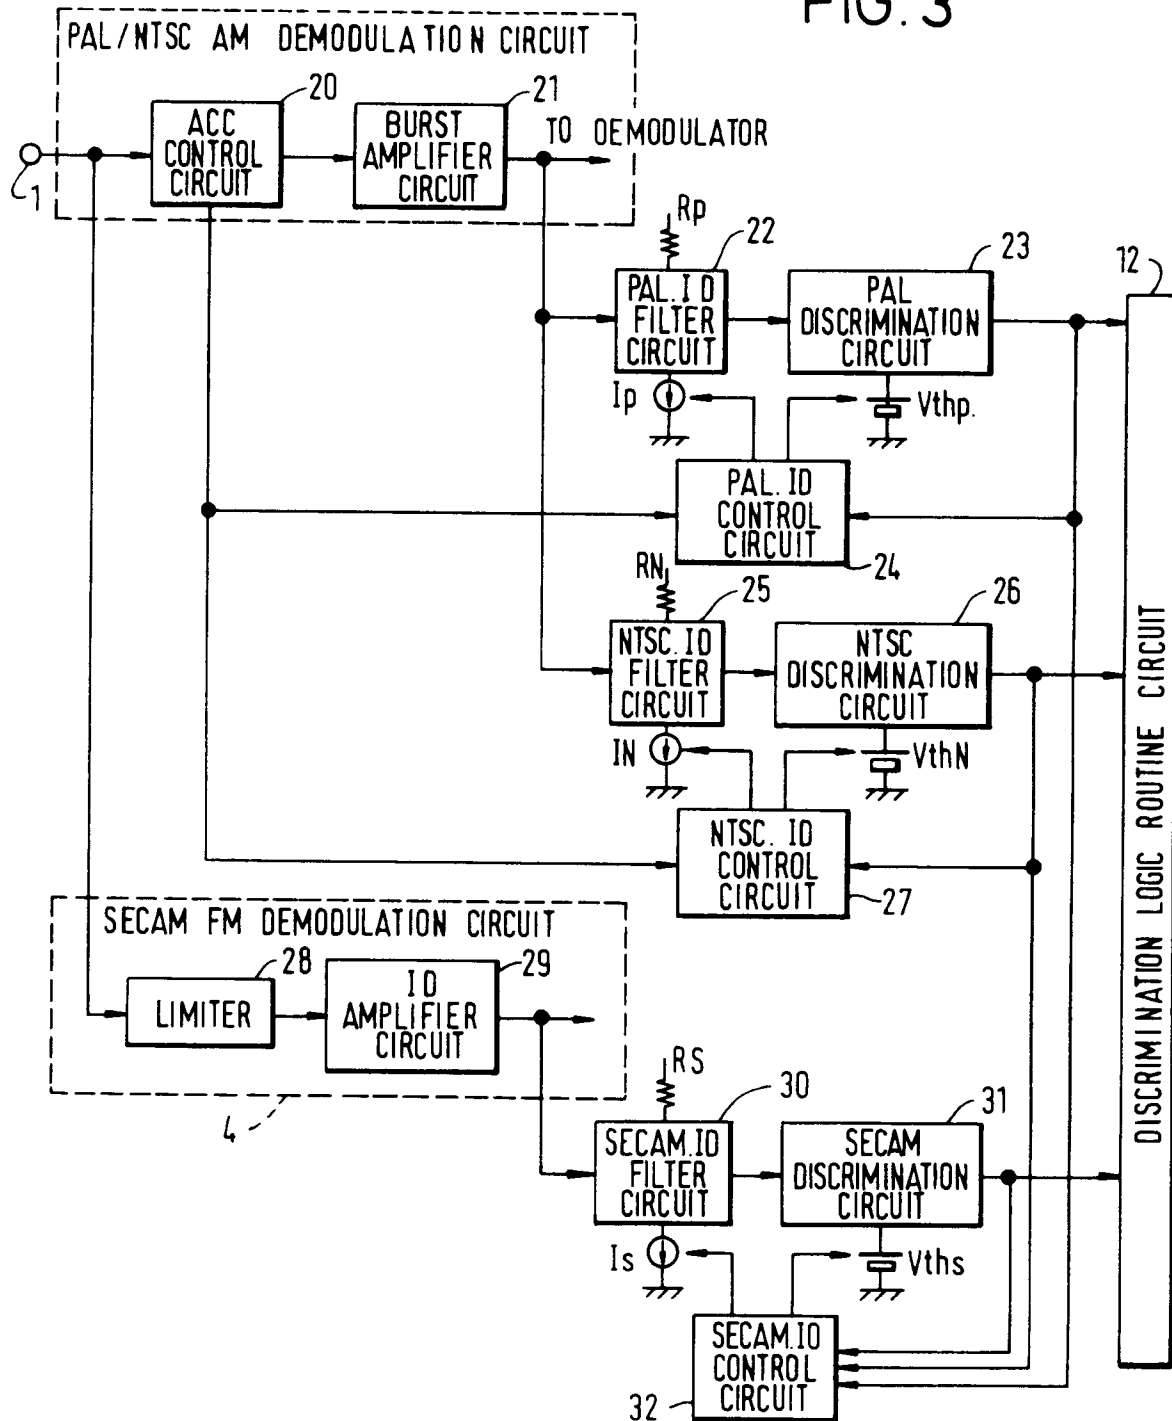 FIG. 3
PAL/NTSC AM DEMODULATION CIRCUIT
20
21
ACC
CONTROL
CIRCUIT
BURST
AMPLIFIER
CIRCUIT
TO DEMODULATOR
1
Rp
22
23
12
PAL. ID
FILTER
CIRCUIT
PAL
DISCRIMINATION
CIRCUIT
Ip
Vthp.
PAL. ID
CONTROL
CIRCUIT
24
RN
25
26
NTSC. ID
FILTER
CIRCUIT
NTSC
DISCRIMINATION
CIRCUIT
IN
VthN
NTSC. ID
CONTROL
CIRCUIT
27
DISCRIMINATION LOGIC ROUTINE CIRCUIT
SECAM FM DEMODULATION CIRCUIT
28
29
LIMITER
ID
AMPLIFIER
CIRCUIT
4
RS
30
31
SECAM.ID
FILTER
CIRCUIT
SECAM
DISCRIMINATION
CIRCUIT
Is
Vths
SECAM.ID
CONTROL
CIRCUIT
32